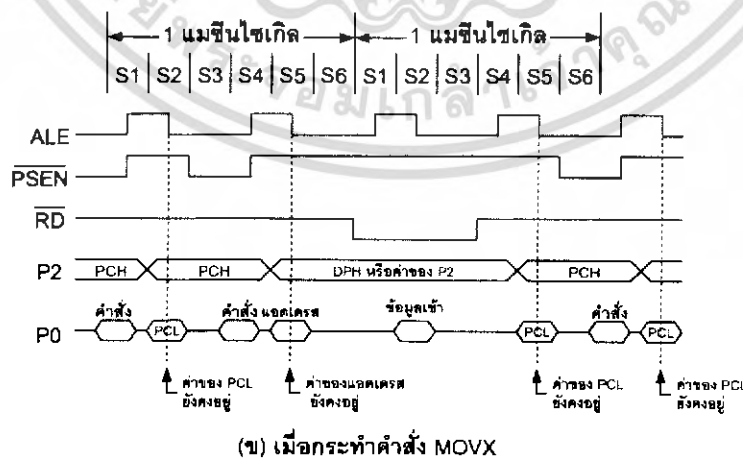 1 แมชีนไซเกิล 1 แมชีนไซเกิล
S1 S2 S3 S4 S5 S6 S1 S2 S3 S4 S5 S6
ALE
PSEN
RD
P2 PCH PCH DPH หรือค่าของ P2 PCH
คำสั่ง คำสั่ง แอดเดรส ข้อมูลเข้า คำสั่ง
P0 PCL PCL PCL
ค่าของ PCL ค่าของแอดเดรส ค่าของ PCL ค่าของ PCL
ยังคงอยู่ ยังคงอยู่ ยังคงอยู่ ยังคงอยู่
(ข) เมื่อกระทำคำสั่ง MOVX